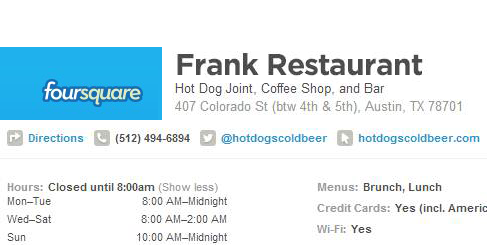 foursquare
Frank Restaurant
Hot Dog Joint, Coffee Shop, and Bar
407 Colorado St (btw 4th & 5th), Austin, TX 78701
Directions (512) 494-6894 @hotdogscoldbeer hotdogscoldbeer.com
Hours: Closed until 8:00am (Show less)
Mon–Tue 8:00 AM–Midnight
Wed–Sat 8:00 AM–2:00 AM
Sun 10:00 AM–Midnight
Menus: Brunch, Lunch
Credit Cards: Yes (incl. Americ
Wi-Fi: Yes